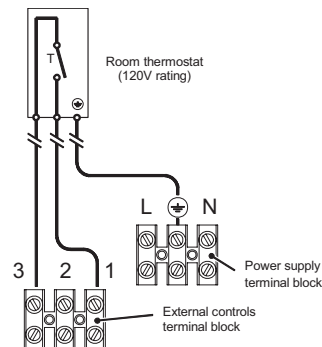 T
Room thermostat
(120V rating)
L
N
3 2 1
Power supply
terminal block
External controls
terminal block